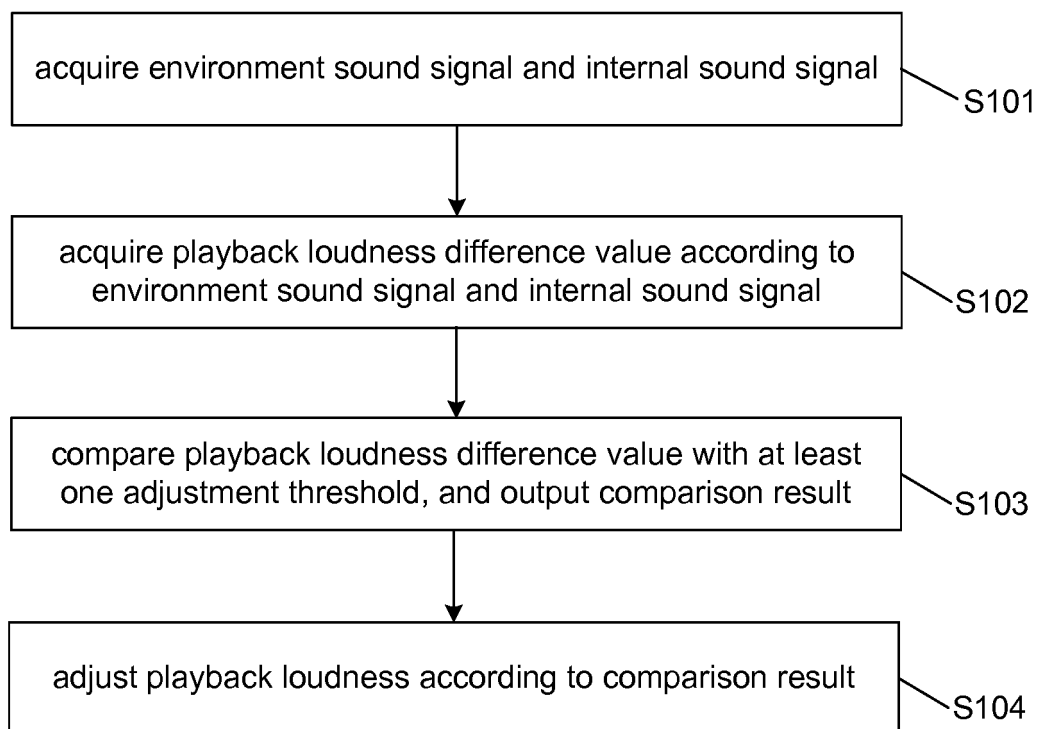 acquire environment sound signal and internal sound signal
S101
acquire playback loudness difference value according to
environment sound signal and internal sound signal
S102
compare playback loudness difference value with at least
one adjustment threshold, and output comparison result
S103
adjust playback loudness according to comparison result
S104